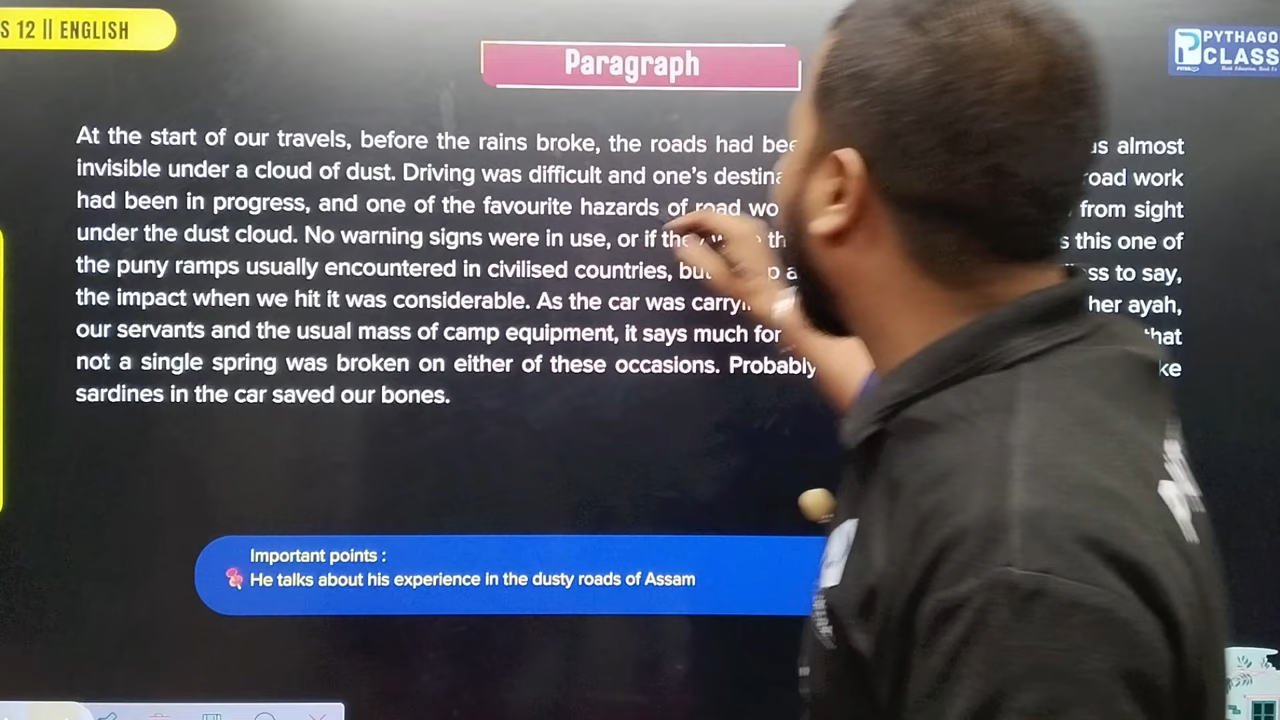 S 12 || ENGLISH
PYTHAGO
CLASS
Paragraph
At the start of our travels, before the rains broke, the roads had bee as almost
invisible under a cloud of dust. Driving was difficult and one's destina road work
had been in progress, and one of the favourite hazards of road wo from sight
under the dust cloud. No warning signs were in use, or if the th s this one of
the puny ramps usually encountered in civilised countries, but p a ss to say,
the impact when we hit it was considerable. As the car was carryi her ayah,
our servants and the usual mass of camp equipment, it says much for that
not a single spring was broken on either of these occasions. Probably ke
sardines in the car saved our bones.
Important points :
He talks about his experience in the dusty roads of Assam